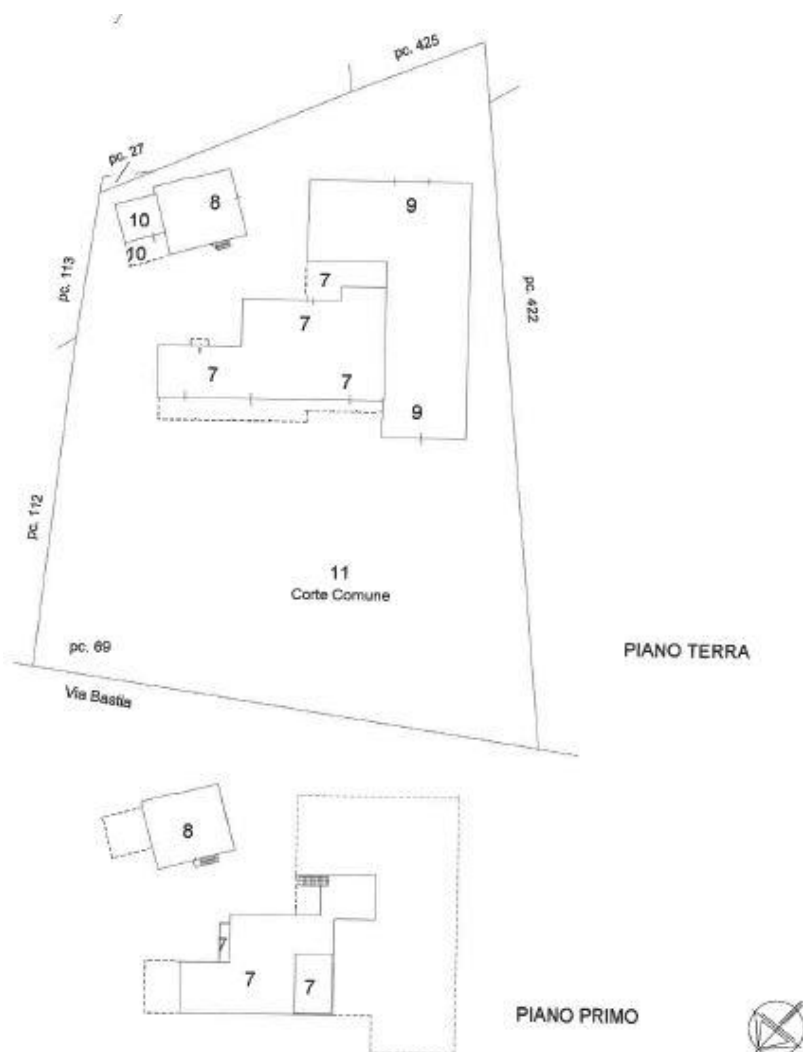 pc. 425
pc. 27
10
8
9
10
pc. 113
7
pc. 422
7
7
7
9
pc. 112
11
Corte Comune
pc. 69
PIANO TERRA
Via Bastia
8
7
7
7
PIANO PRIMO